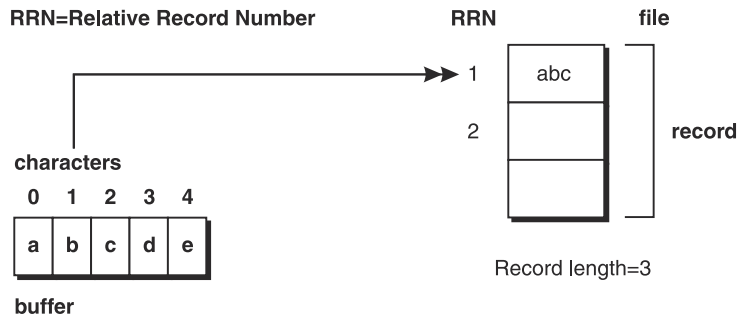 RRN=Relative Record Number
RRN file
1 abc
2
record
characters
0 1 2 3 4
a b c d e
Record length=3
buffer